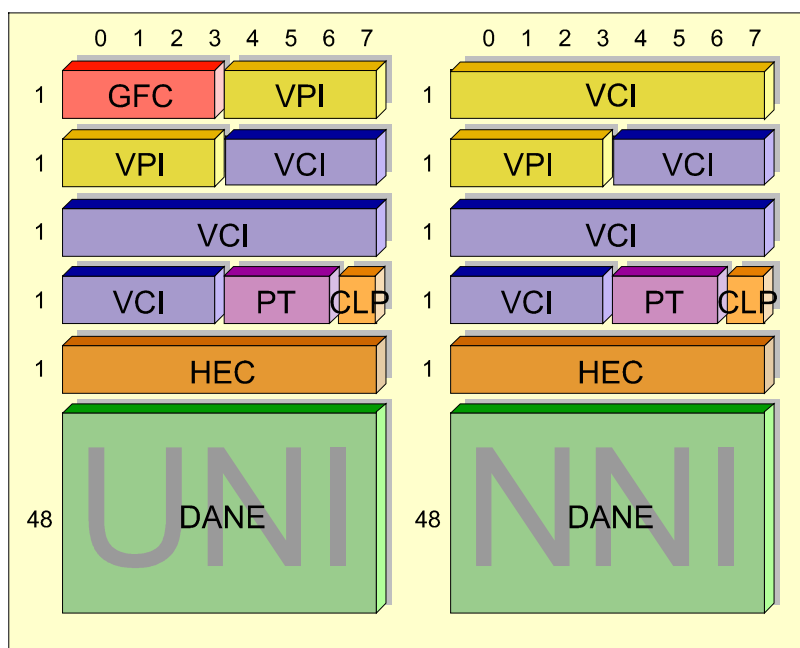 0 1 2 3 4 5 6 7
1 GFC VPI
1 VPI VCI
1 VCI
1 VCI PT CLP
1 HEC
48 DANE
UNI
0 1 2 3 4 5 6 7
1 VCI
1 VPI VCI
1 VCI
1 VCI PT CLP
1 HEC
48 DANE
NNI